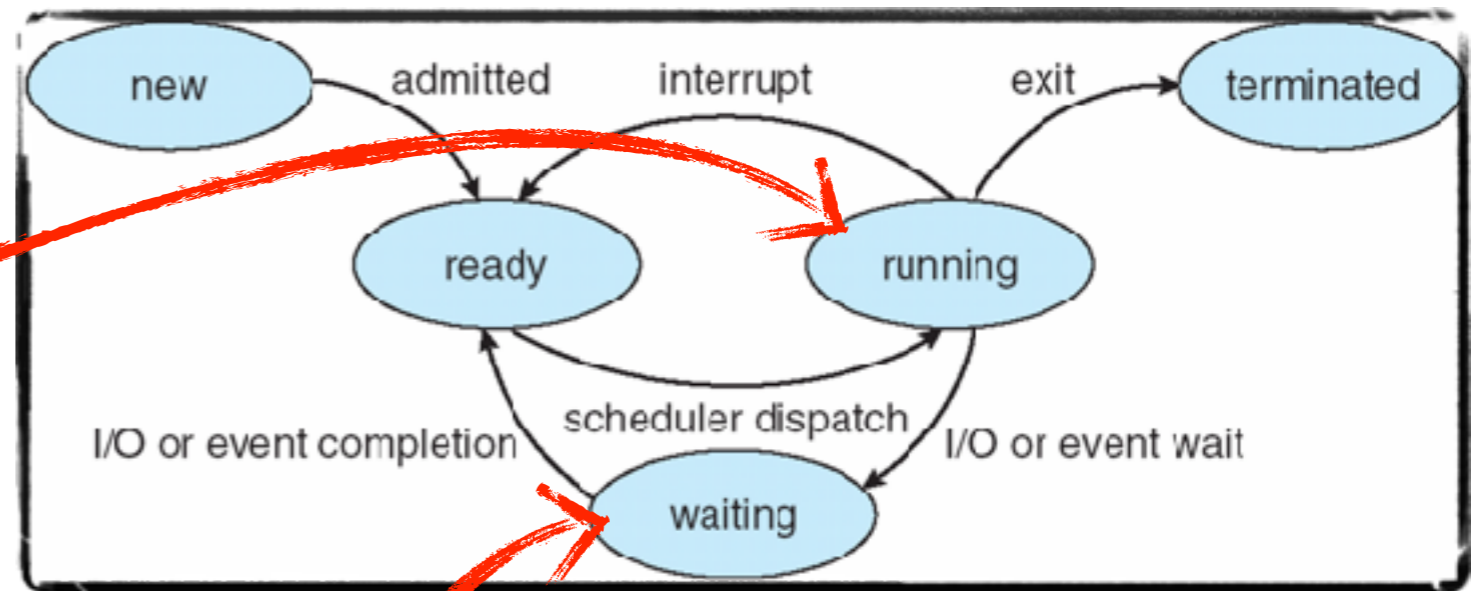 new
admitted
interrupt
exit
terminated
ready
running
scheduler dispatch
I/O or event completion
I/O or event wait
waiting